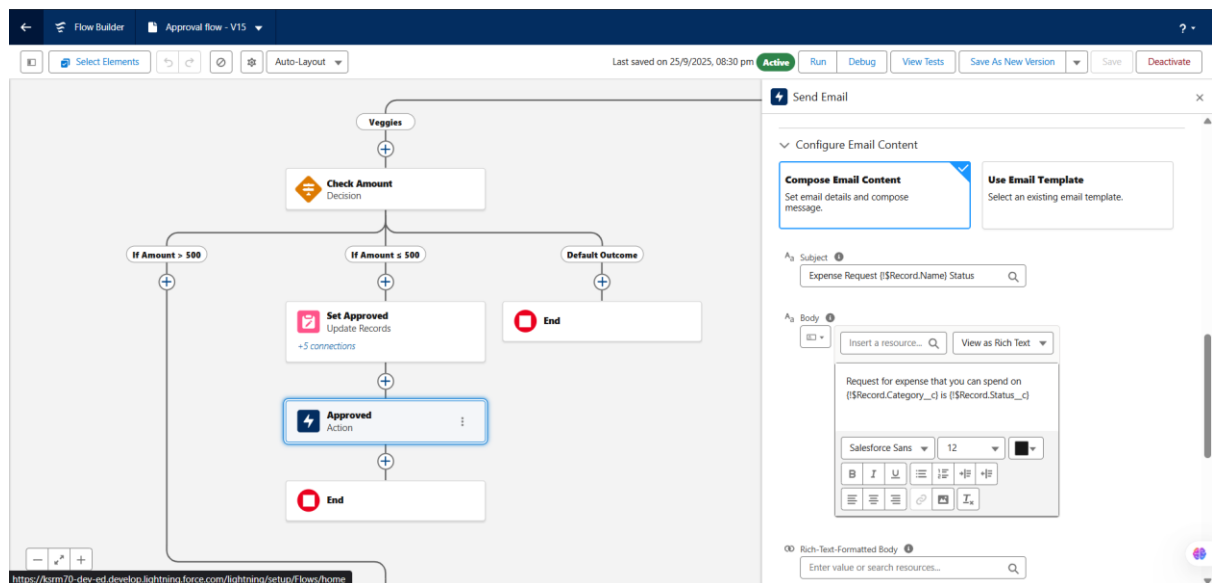 Flow Builder
Approval flow - V15
?
Select Elements
Auto-Layout
Last saved on 25/9/2025, 08:30 pm
Active
Run
Debug
View Tests
Save As New Version
Save
Deactivate
Veggies
Check Amount
Decision
If Amount > 500
If Amount ≤ 500
Default Outcome
Set Approved
Update Records
+5 connections
End
Approved
Action
End
https://ksrm70-dev-ed.develop.lightning.force.com/lightning/setup/Flows/home
Send Email
Configure Email Content
Compose Email Content
Set email details and compose
message.
Use Email Template
Select an existing email template.
Aa Subject
Expense Request {!$Record.Name} Status
Aa Body
Insert a resource...
View as Rich Text
Request for expense that you can spend on
{!$Record.Category__c} is {!$Record.Status__c}
Salesforce Sans
12
B I U
Rich-Text-Formatted Body
Enter value or search resources...